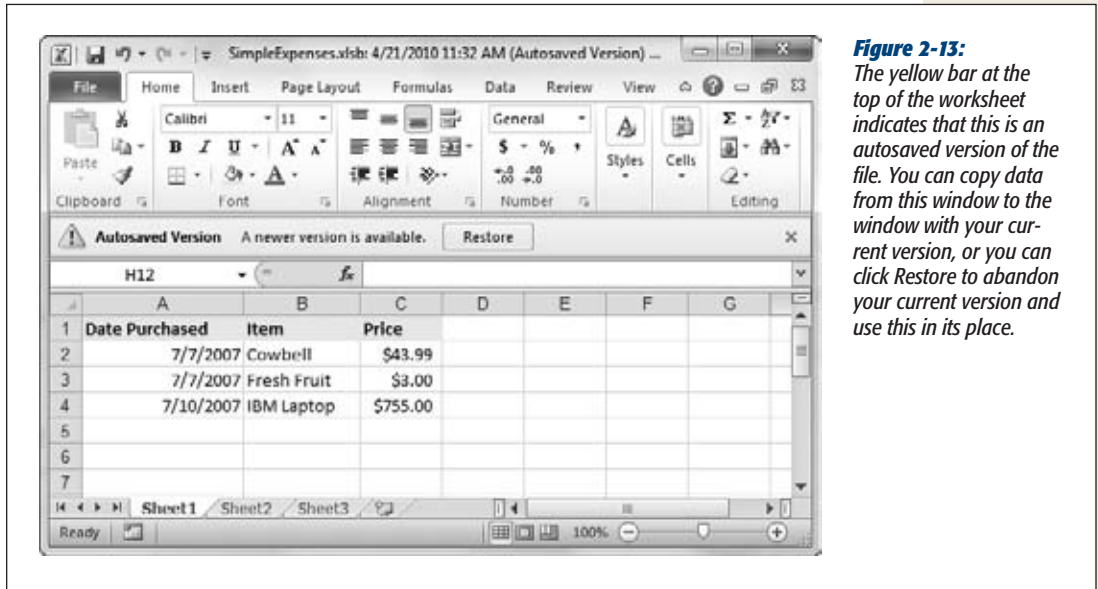 SimpleExpenses.xlsb: 4/21/2010 11:32 AM (Autosaved Version) ...
File Home Insert Page Layout Formulas Data Review View
Calibri 11 General Σ
Paste B I U A A $ % , Styles Cells
A .00 .0
Clipboard Font Alignment Number Editing
Autosaved Version A newer version is available. Restore
H12 fx
A B C D E F G
1 Date Purchased Item Price
2 7/7/2007 Cowbell $43.99
3 7/7/2007 Fresh Fruit $3.00
4 7/10/2007 IBM Laptop $755.00
5
6
7
Sheet1 Sheet2 Sheet3
Ready 100%
Figure 2-13:
The yellow bar at the
top of the worksheet
indicates that this is an
autosaved version of the
file. You can copy data
from this window to the
window with your cur-
rent version, or you can
click Restore to abandon
your current version and
use this in its place.